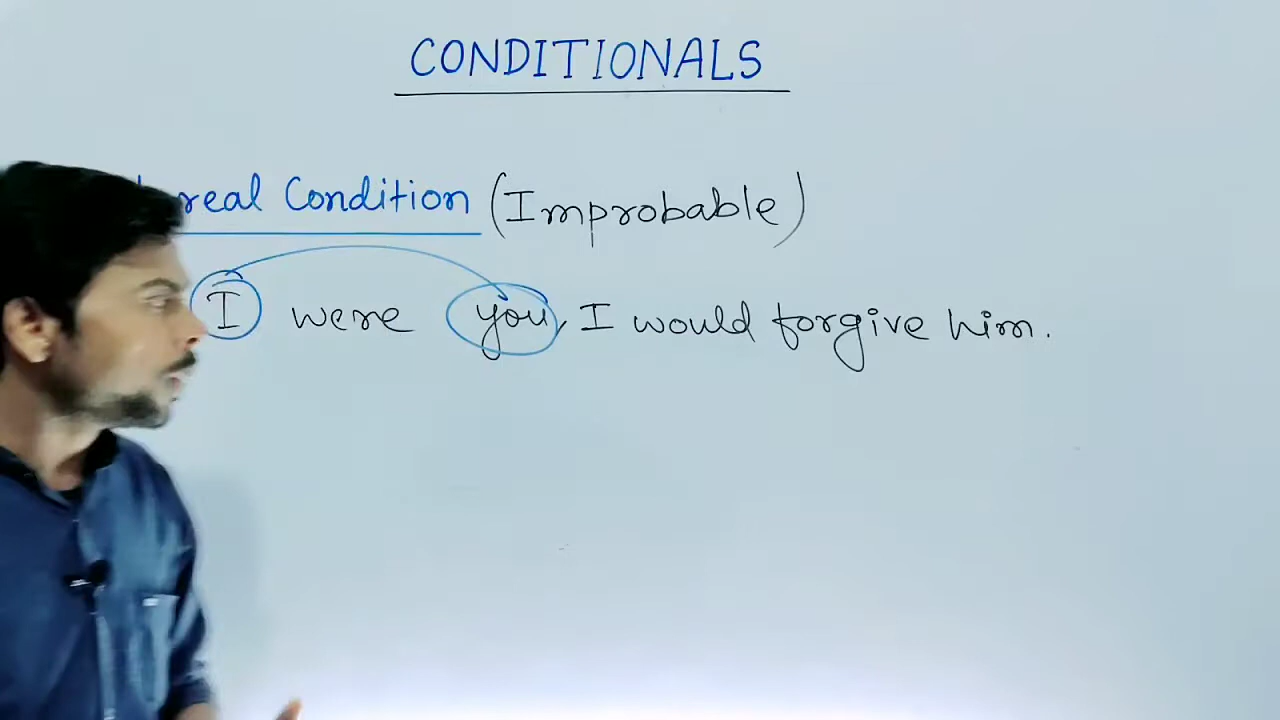 CONDITIONALS
real Condition (Improbable)
I were you, I would forgive him.